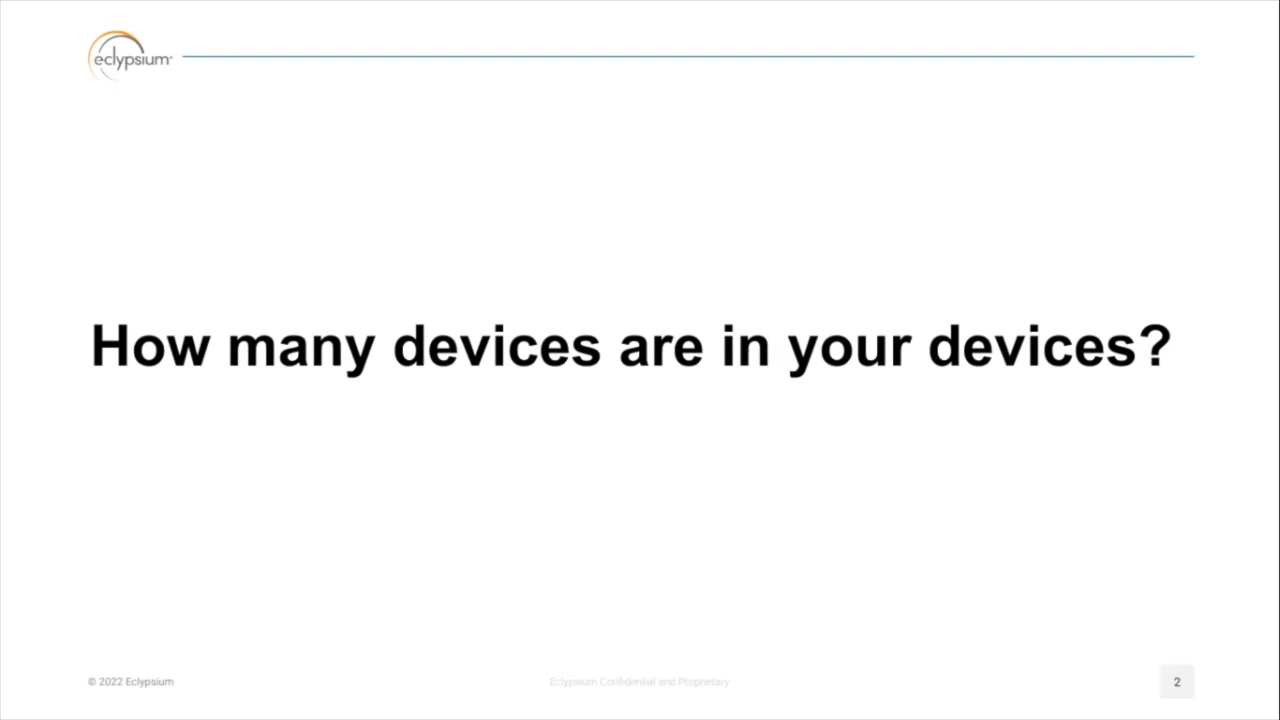 eclypsium
How many devices are in your devices?
© 2022 Eclypsium
Eclypsium Confidential and Proprietary
2